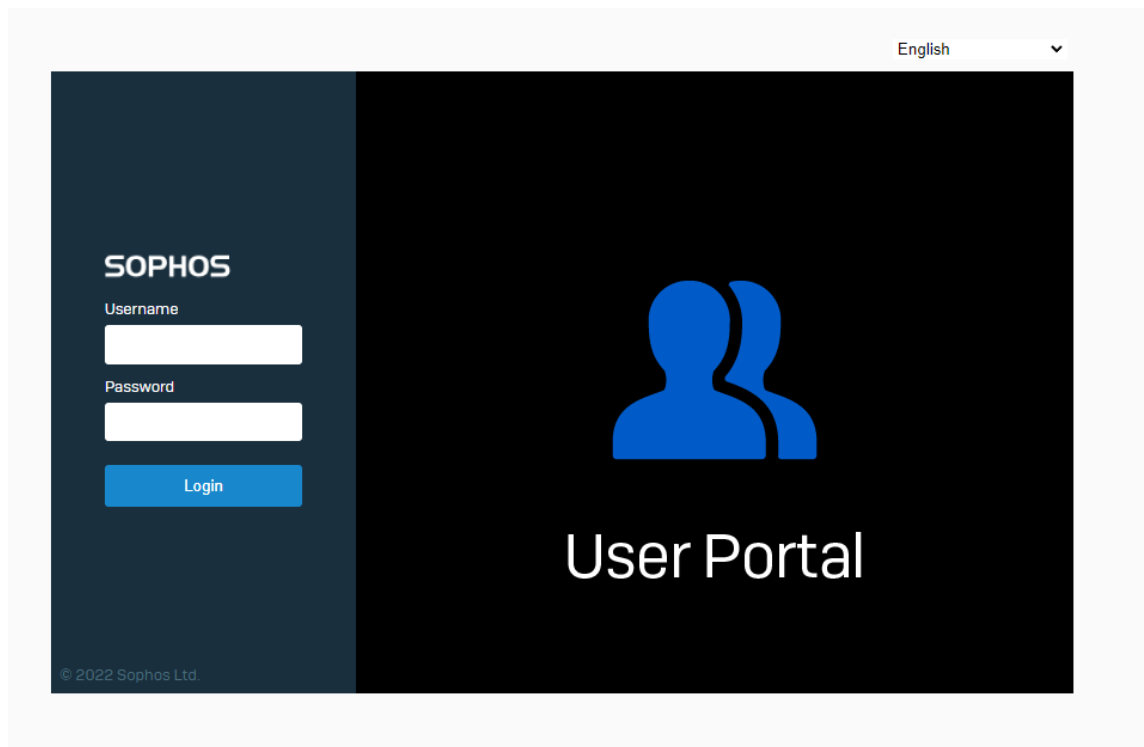 English
SOPHOS
Username
Password
Login
User Portal
© 2022 Sophos Ltd.